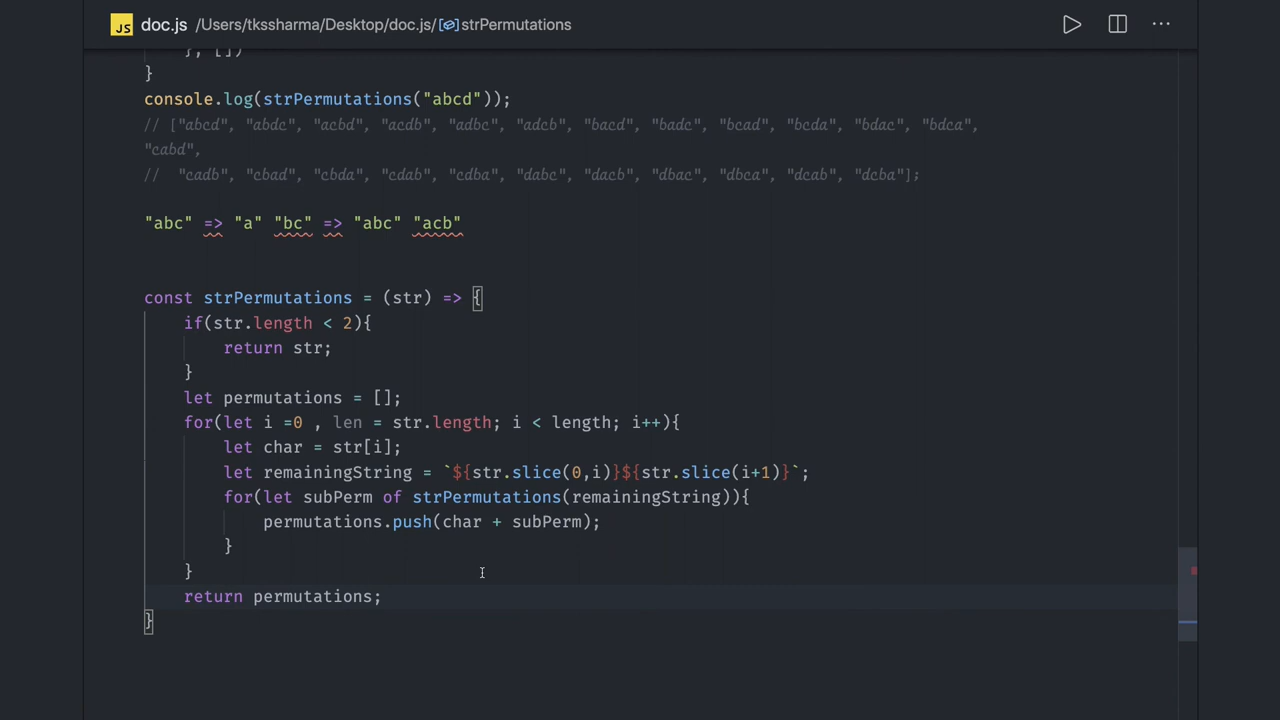 JS doc.js /Users/tkssharma/Desktop/doc.js/strPermutations
}, [])
}
console.log(strPermutations("abcd"));
// ["abcd", "abdc", "acbd", "acdb", "adbc", "adcb", "bacd", "badc", "bcad", "bcda", "bdac", "bdca",
"cabd",
//  "cadb", "cbad", "cbda", "cdab", "cdba", "dabc", "dacb", "dbac", "dbca", "dcab", "dcba"];
"abc" => "a" "bc" => "abc" "acb"
const strPermutations = (str) => {
    if(str.length < 2){
        return str;
    }
    let permutations = [];
    for(let i =0 , len = str.length; i < length; i++){
        let char = str[i];
        let remainingString = `${str.slice(0,i)}${str.slice(i+1)}`;
        for(let subPerm of strPermutations(remainingString)){
            permutations.push(char + subPerm);
        }
    }
    return permutations;
}